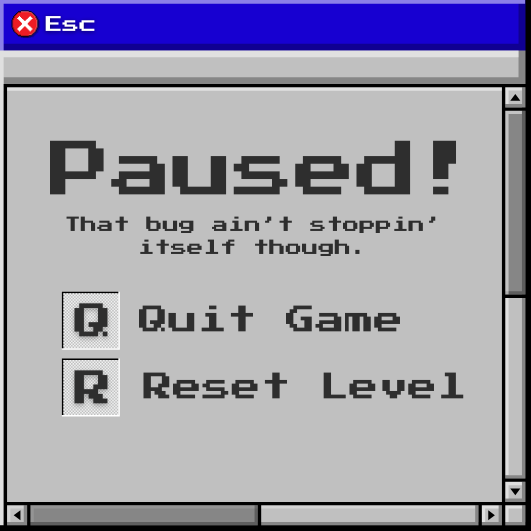 Esc
Paused!
That bug ain't stoppin'
itself though.
Q Quit Game
R Reset Level